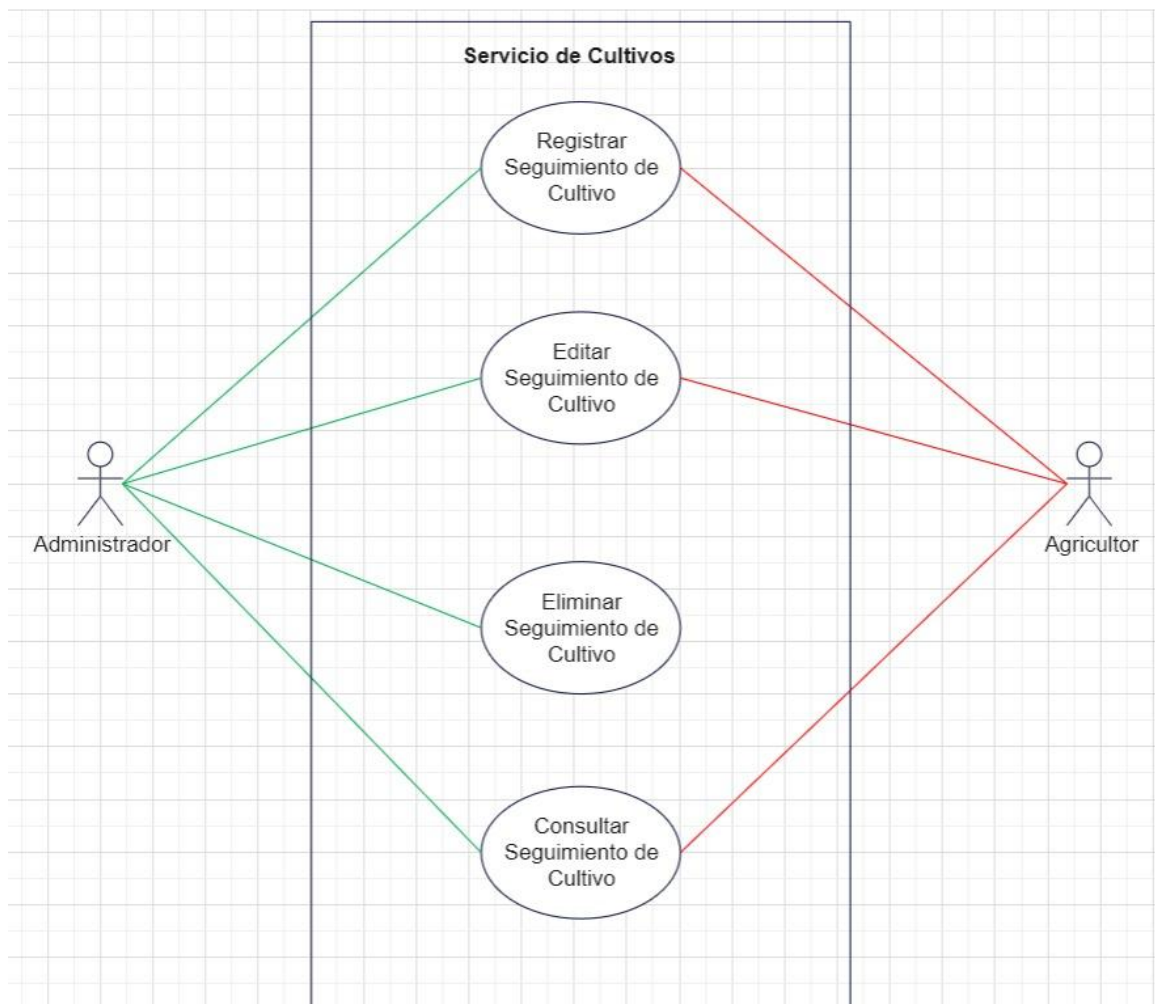 Servicio de Cultivos
Registrar
Seguimiento de
Cultivo
Editar
Seguimiento de
Cultivo
Administrador
Agricultor
Eliminar
Seguimiento de
Cultivo
Consultar
Seguimiento de
Cultivo